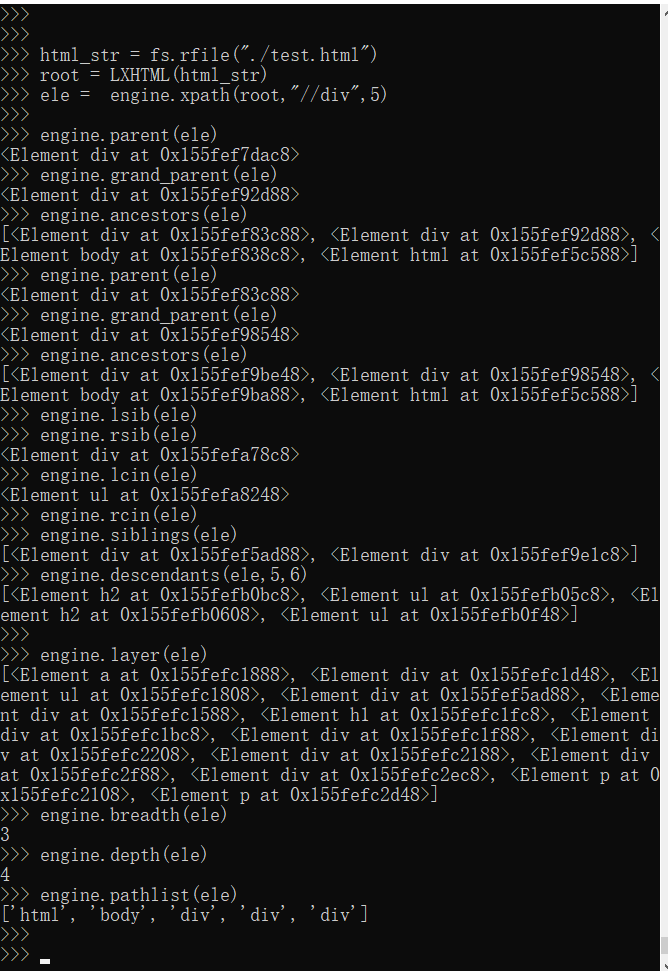 >>>
>>>
>>> html_str = fs.rfile("./test.html")
>>> root = LXHTML(html_str)
>>> ele =  engine.xpath(root,"//div",5)
>>>
>>> engine.parent(ele)
<Element div at 0x155fef7dac8>
>>> engine.grand_parent(ele)
<Element div at 0x155fef92d88>
>>> engine.ancestors(ele)
[<Element div at 0x155fef83c88>, <Element div at 0x155fef92d88>, <
Element body at 0x155fef838c8>, <Element html at 0x155fef5c588>]
>>> engine.parent(ele)
<Element div at 0x155fef83c88>
>>> engine.grand_parent(ele)
<Element div at 0x155fef98548>
>>> engine.ancestors(ele)
[<Element div at 0x155fef9be48>, <Element div at 0x155fef98548>, <
Element body at 0x155fef9ba88>, <Element html at 0x155fef5c588>]
>>> engine.lsib(ele)
>>> engine.rsib(ele)
<Element div at 0x155fefa78c8>
>>> engine.lcin(ele)
<Element ul at 0x155fefa8248>
>>> engine.rcin(ele)
>>> engine.siblings(ele)
[<Element div at 0x155fef5ad88>, <Element div at 0x155fef9e1c8>]
>>> engine.descendants(ele,5,6)
[<Element h2 at 0x155fefb0bc8>, <Element ul at 0x155fefb05c8>, <El
ement h2 at 0x155fefb0608>, <Element ul at 0x155fefb0f48>]
>>>
>>> engine.layer(ele)
[<Element a at 0x155fefc1888>, <Element div at 0x155fefc1d48>, <El
ement ul at 0x155fefc1808>, <Element div at 0x155fef5ad88>, <Eleme
nt div at 0x155fefc1588>, <Element h1 at 0x155fefc1fc8>, <Element
div at 0x155fefc1bc8>, <Element div at 0x155fefc1f88>, <Element di
v at 0x155fefc2208>, <Element div at 0x155fefc2188>, <Element div
at 0x155fefc2f88>, <Element div at 0x155fefc2ec8>, <Element p at 0
x155fefc2108>, <Element p at 0x155fefc2d48>]
>>> engine.breadth(ele)
3
>>> engine.depth(ele)
4
>>> engine.pathlist(ele)
['html', 'body', 'div', 'div', 'div']
>>>
>>>